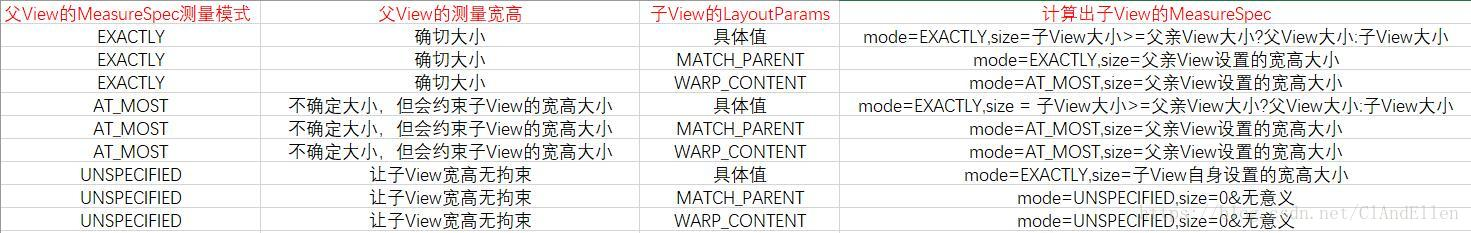 父View的MeasureSpec测量模式 父View的测量宽高 子View的LayoutParams 计算出子View的MeasureSpec
EXACTLY 确切大小 具体值 mode=EXACTLY,size=子View大小>=父亲View大小?父View大小:子View大小
EXACTLY 确切大小 MATCH_PARENT mode=EXACTLY,size=父亲View设置的宽高大小
EXACTLY 确切大小 WARP_CONTENT mode=AT_MOST,size=父亲View设置的宽高大小
AT_MOST 不确定大小，但会约束子View的宽高大小 具体值 mode=EXACTLY,size = 子View大小>=父亲View大小?父View大小:子View大小
AT_MOST 不确定大小，但会约束子View的宽高大小 MATCH_PARENT mode=AT_MOST,size=父亲View设置的宽高大小
AT_MOST 不确定大小，但会约束子View的宽高大小 WARP_CONTENT mode=AT_MOST,size=父亲View设置的宽高大小
UNSPECIFIED 让子View宽高无拘束 具体值 mode=EXACTLY,size=子View自身设置的宽高大小
UNSPECIFIED 让子View宽高无拘束 MATCH_PARENT mode=UNSPECIFIED,size=0&无意义
UNSPECIFIED 让子View宽高无拘束 WARP_CONTENT mode=UNSPECIFIED,size=0&无意义
https://blog.csdn.net/ClAndEllen